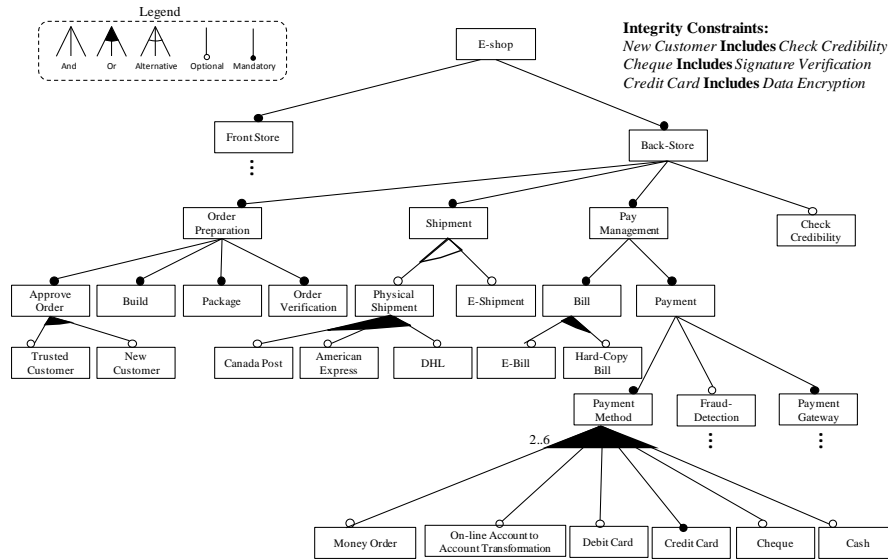 Legend
And
Or
Alternative
Optional
Mandatory
E-shop
Integrity Constraints:
New Customer Includes Check Credibility
Cheque Includes Signature Verification
Credit Card Includes Data Encryption
Front Store
Back-Store
Order
Preparation
Shipment
Pay
Management
Check
Credibility
Approve
Order
Build
Package
Order
Verification
Physical
Shipment
E-Shipment
Bill
Payment
Trusted
Customer
New
Customer
Canada Post
American
Express
DHL
E-Bill
Hard-Copy
Bill
Payment
Method
Fraud-
Detection
Payment
Gateway
2..6
Money Order
On-line Account to
Account Transformation
Debit Card
Credit Card
Cheque
Cash